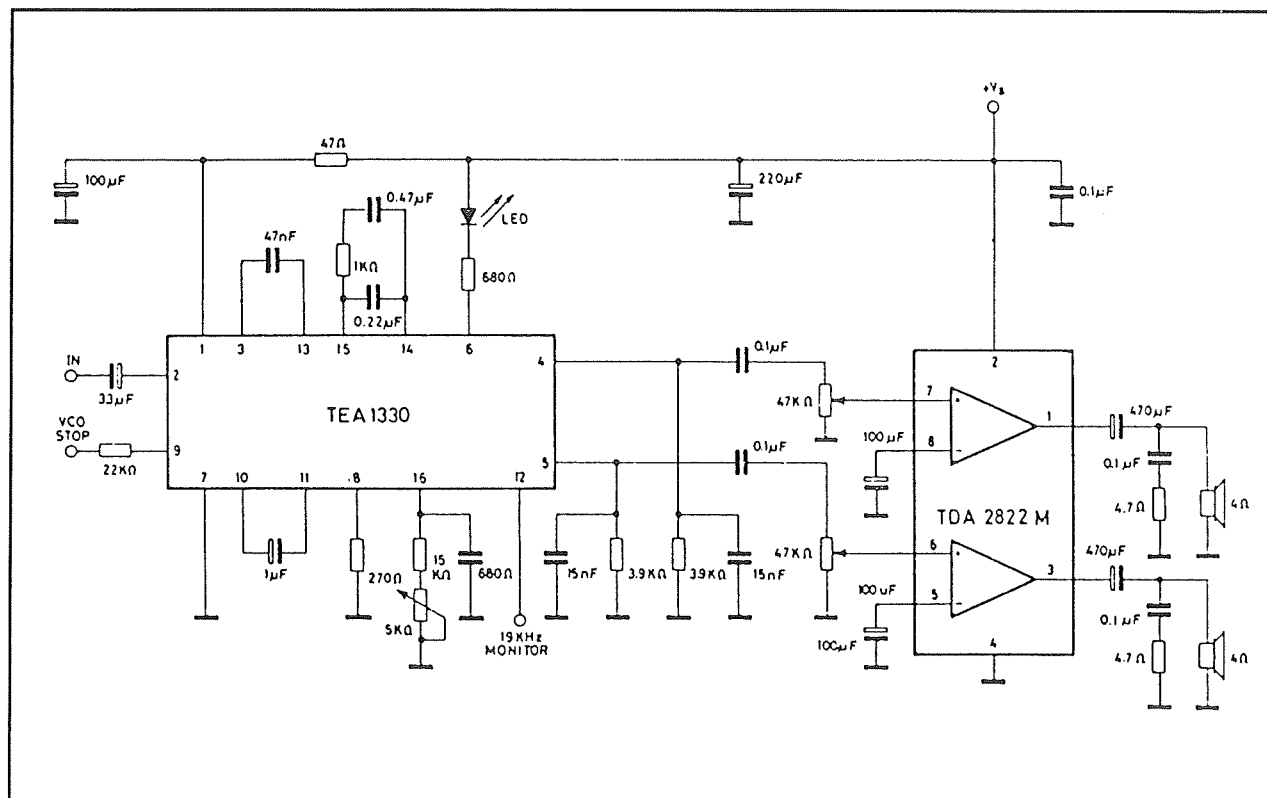 +Vs
47Ω
100µF
0.47µF
220µF
0.1µF
LED
47nF
1KΩ
680Ω
0.22µF
1
3
13
15
14
6
IN
2
3.3µF
TEA1330
VCO
STOP
9
22KΩ
4
5
7
10
11
8
16
12
0.1µF
47KΩ
0.1µF
47KΩ
2
7
100µF
8
1
470µF
0.1µF
4.7Ω
4Ω
TDA 2822 M
6
100uF
5
100µF
3
470µF
0.1µF
4.7Ω
4Ω
4
1µF
270Ω
15
KΩ
680Ω
5KΩ
19KHz
MONITOR
15nF
3.9KΩ
3.9KΩ
15nF